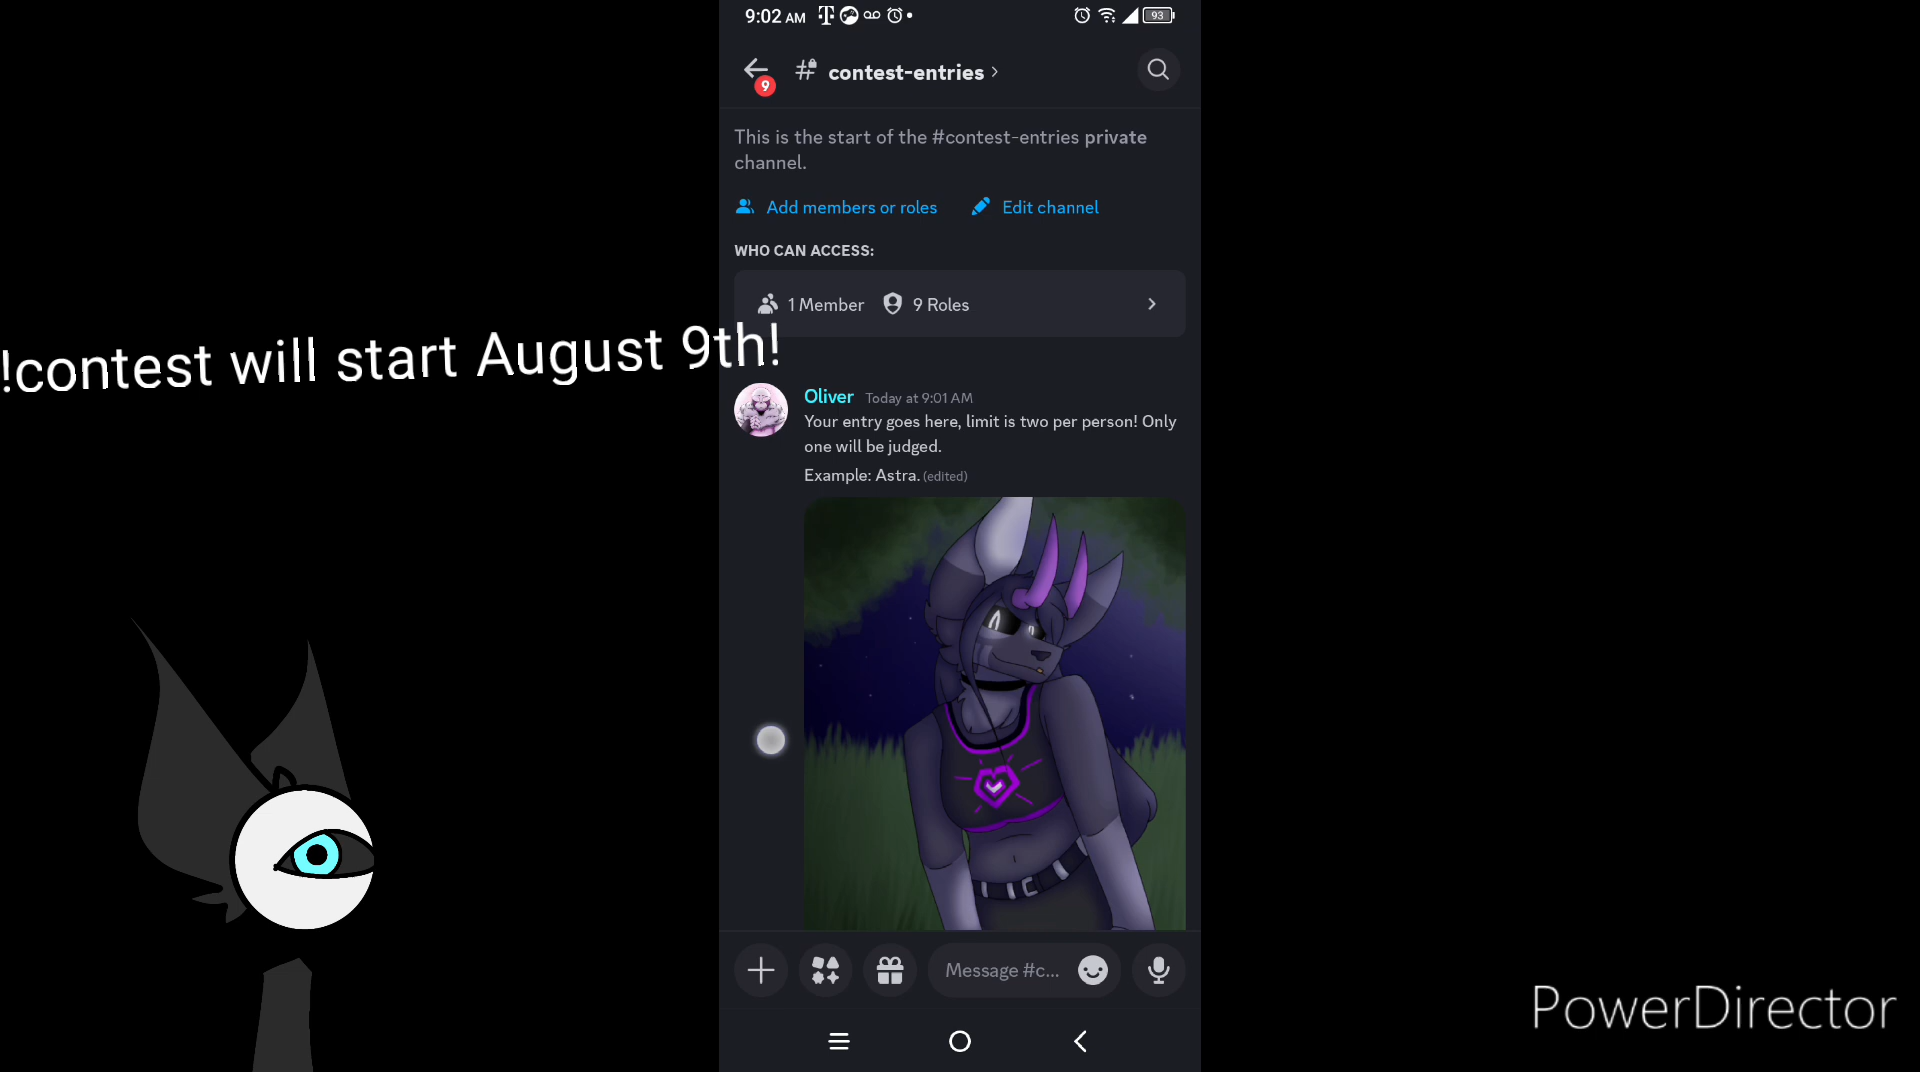 9:02 AM
93
9
# contest-entries
This is the start of the #contest-entries private
channel.
Add members or roles
Edit channel
WHO CAN ACCESS:
1 Member
9 Roles
!contest will start August 9th!
Oliver Today at 9:01 AM
Your entry goes here, limit is two per person! Only
one will be judged.
Example: Astra. (edited)
Message #c...
PowerDirector